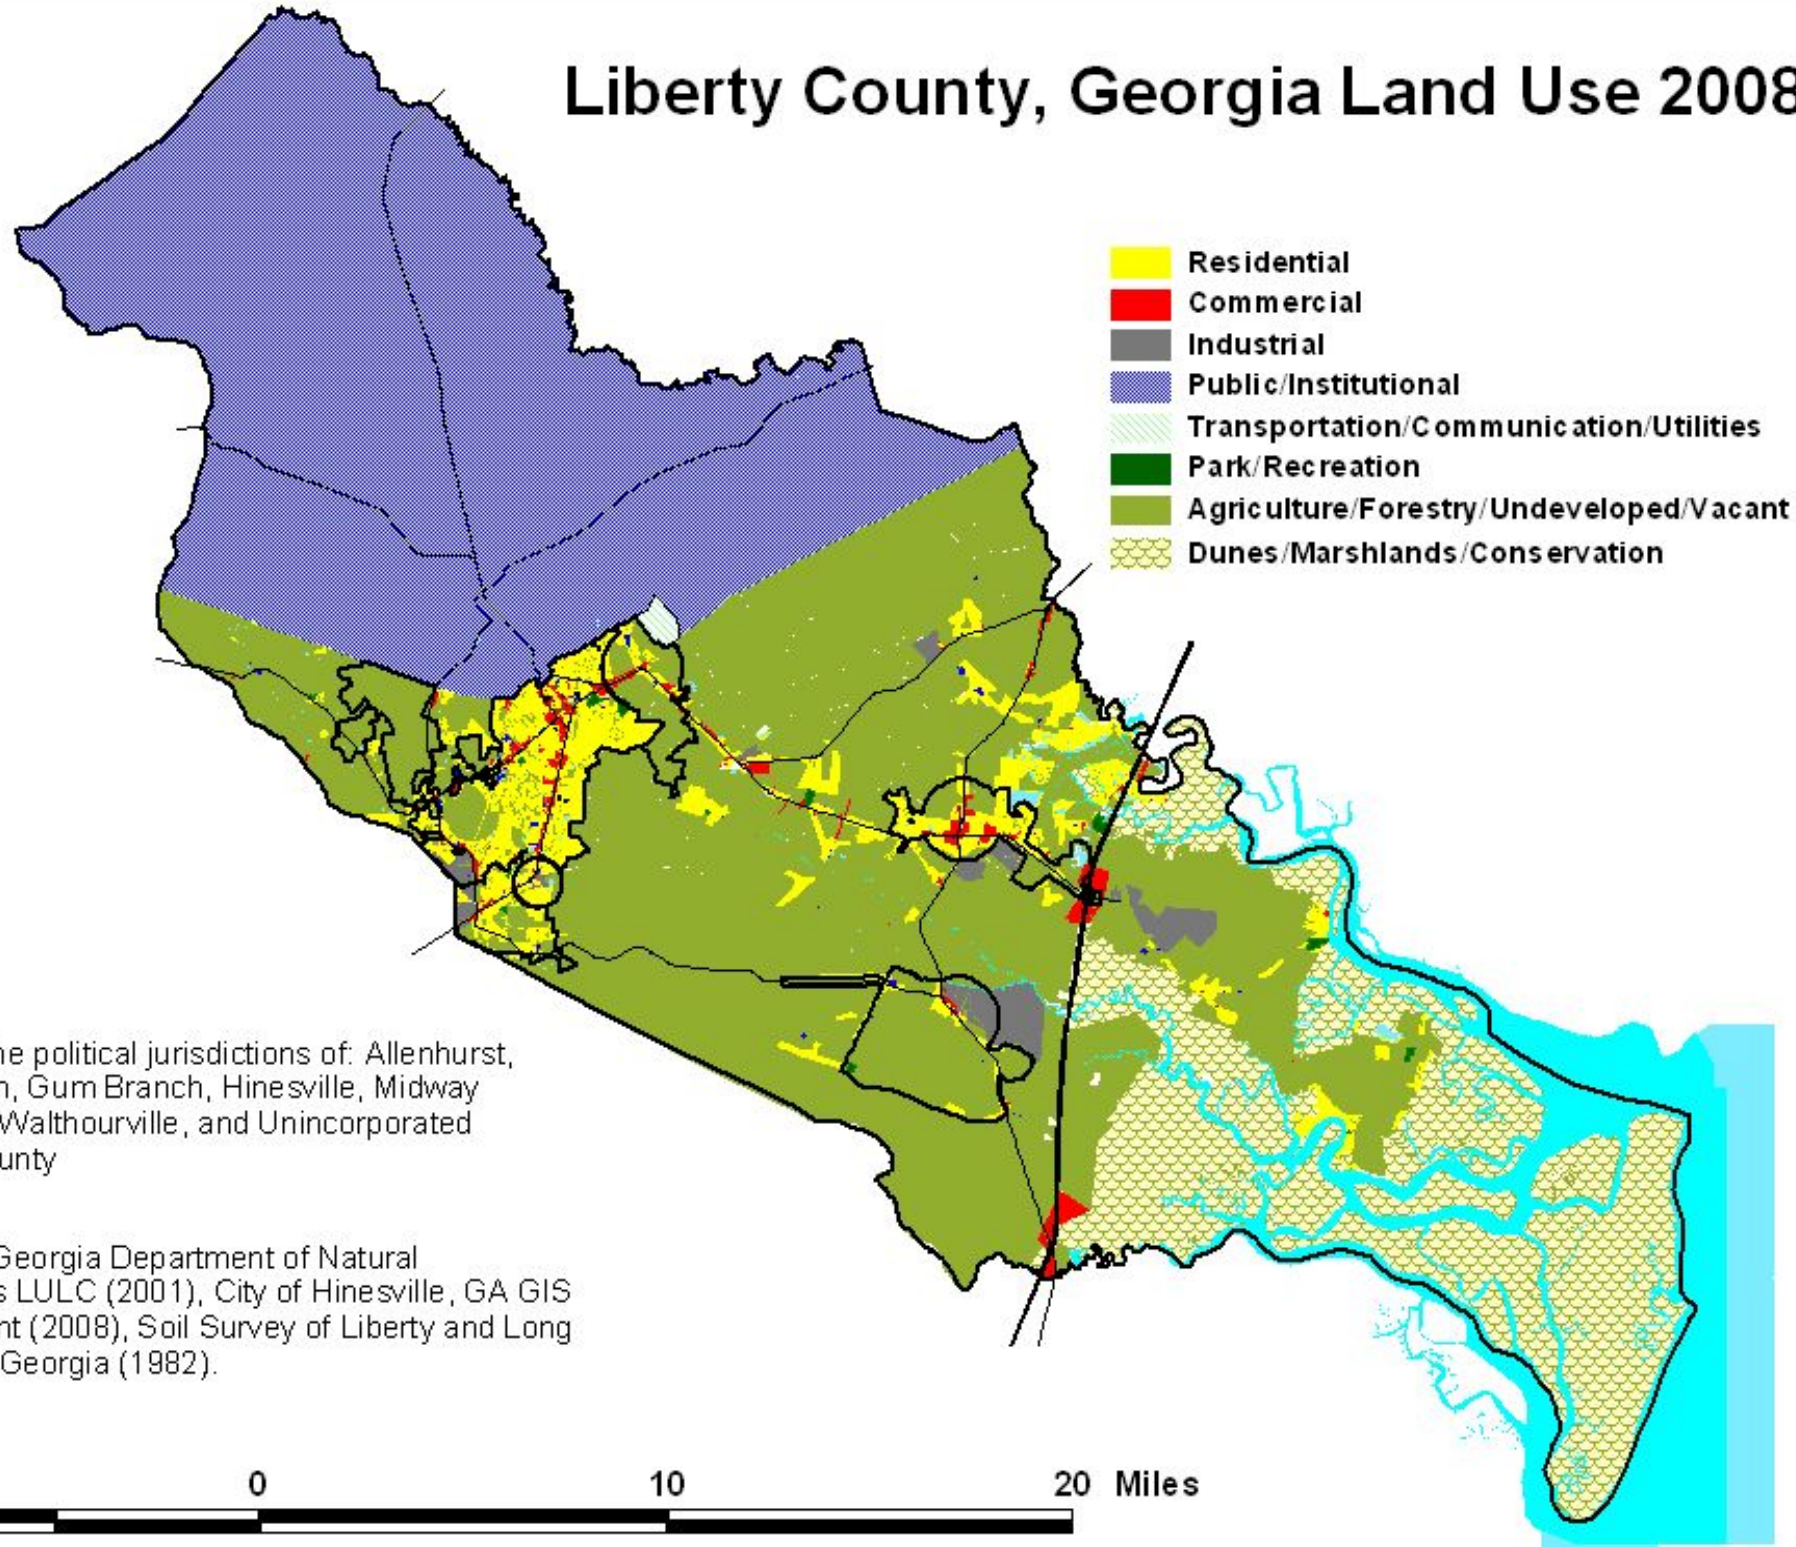 Liberty County, Georgia Land Use 2008
Residential
Commercial
Industrial
Public/Institutional
Transportation/Communication/Utilities
Park/Recreation
Agriculture/Forestry/Undeveloped/Vacant
Dunes/Marshlands/Conservation
political jurisdictions of: Allenhurst,
Gum Branch, Hinesville, Midway
Walthourville, and Unincorporated
Georgia Department of Natural
LULC (2001), City of Hinesville, GA GIS
(2008), Soil Survey of Liberty and Long
Georgia (1982).
0 10 20 Miles